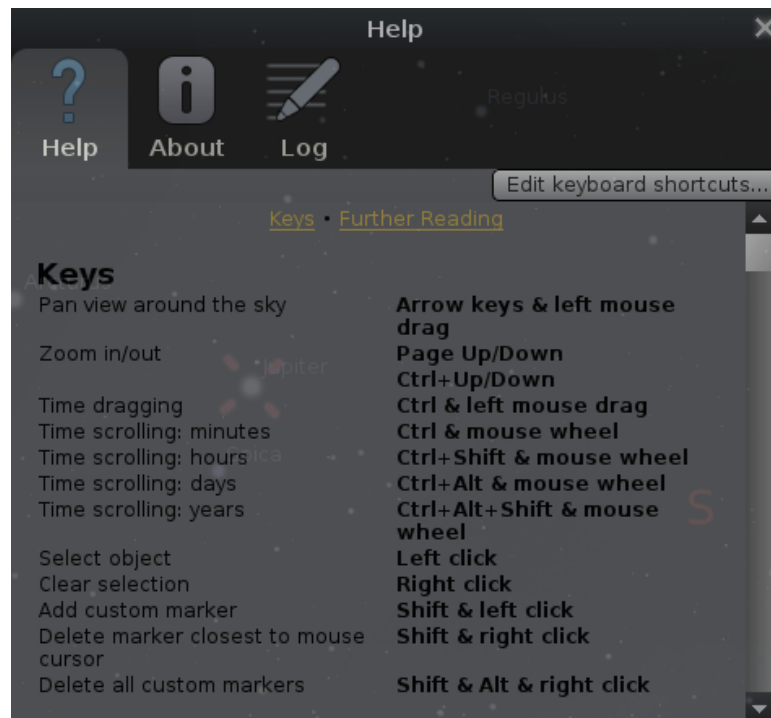 Help
Help About Log
Regulus
Edit keyboard shortcuts...
Keys • Further Reading
Keys
Pan view around the sky Arrow keys & left mouse
drag
Zoom in/out Page Up/Down
Jupiter
Ctrl+Up/Down
Time dragging Ctrl & left mouse drag
Time scrolling: minutes Ctrl & mouse wheel
Time scrolling: hours Ctrl+Shift & mouse wheel
Spica
Time scrolling: days Ctrl+Alt & mouse wheel
Time scrolling: years Ctrl+Alt+Shift & mouse
wheel
S
Select object Left click
Clear selection Right click
Add custom marker Shift & left click
Delete marker closest to mouse Shift & right click
cursor
Delete all custom markers Shift & Alt & right click